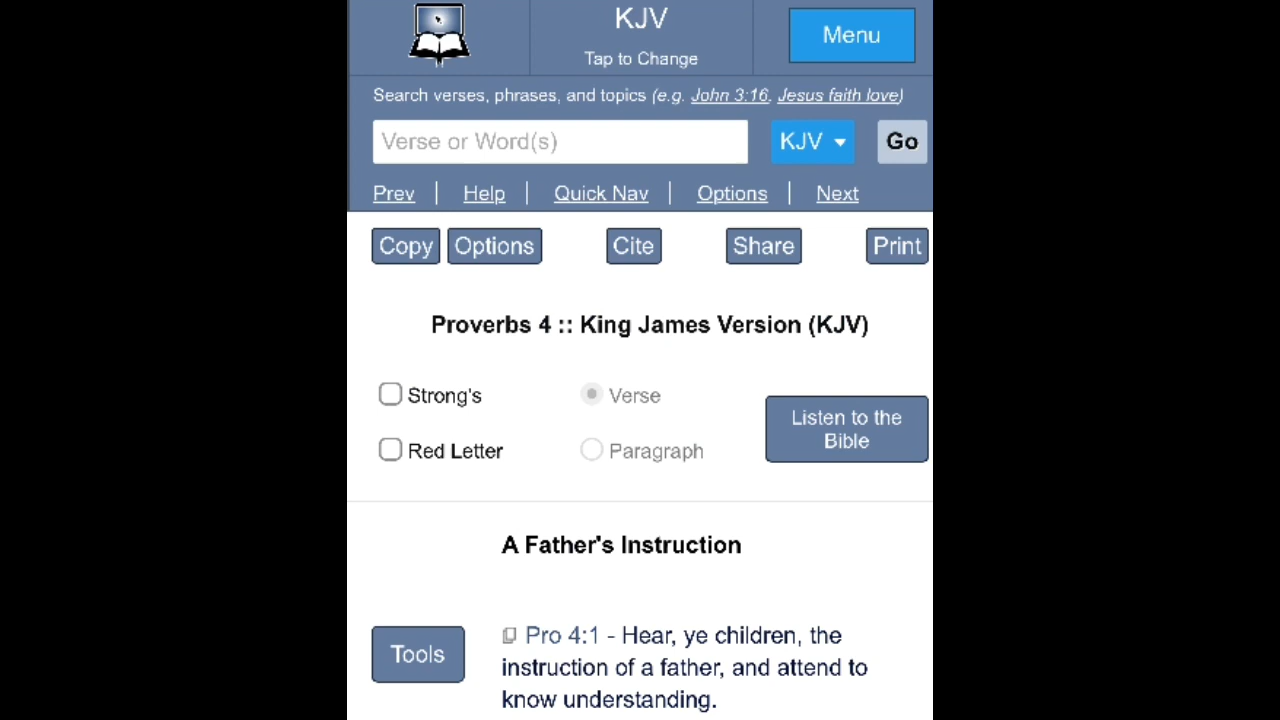 KJV
Tap to Change
Menu
Search verses, phrases, and topics (e.g. John 3:16, Jesus faith love)
Verse or Word(s)
KJV
Go
Prev | Help | Quick Nav | Options | Next
Copy Options Cite Share Print
Proverbs 4 :: King James Version (KJV)
Strong's
Verse
Red Letter
Paragraph
Listen to the
Bible
A Father's Instruction
Tools
Pro 4:1 - Hear, ye children, the
instruction of a father, and attend to
know understanding.